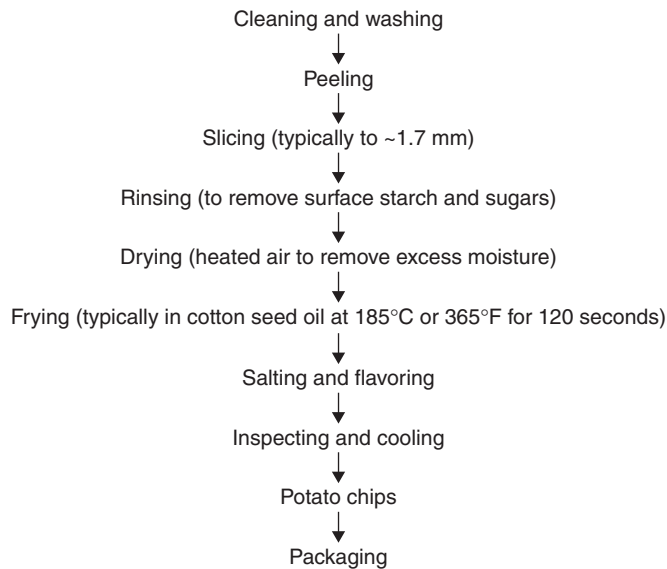 Cleaning and washing
Peeling
Slicing (typically to ~1.7 mm)
Rinsing (to remove surface starch and sugars)
Drying (heated air to remove excess moisture)
Frying (typically in cotton seed oil at 185°C or 365°F for 120 seconds)
Salting and flavoring
Inspecting and cooling
Potato chips
Packaging